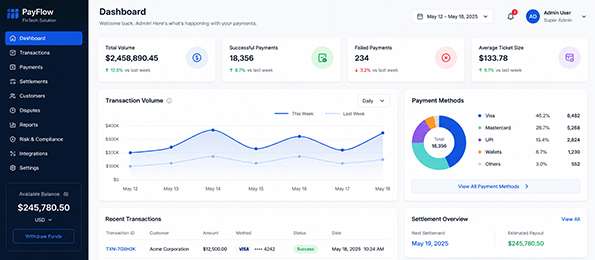 PayFlow
FinTech Solution
Dashboard
Transactions
Payments
Settlements
Customers
Disputes
Reports
Risk & Compliance
Integrations
Settings
Available Balance
$245,780.50
USD
Withdraw Funds
Dashboard
Welcome back, Admin! Here's what's happening with your payments.
May 12 – May 18, 2025
AD
Admin User
Super Admin
Total Volume
$2,458,890.45
12.5% vs last week
Successful Payments
18,356
8.7% vs last week
Failed Payments
234
3.2% vs last week
Average Ticket Size
$133.78
5.1% vs last week
Transaction Volume
Daily
This Week Last Week
$400K
$300K
$200K
$100K
$0
May 12 May 13 May 14 May 15 May 16 May 17 May 18
Payment Methods
Total
18,356
Visa 46.2% 8,482
Mastercard 28.7% 5,268
UPI 15.4% 2,824
Wallets 6.7% 1,230
Others 3.0% 552
View All Payment Methods
Recent Transactions
Transaction ID Customer Amount Method Status Date
Acme Corporation $12,500.00 VISA •••• 4242 Success May 18, 2025 10:24 AM
Settlement Overview View All
Next Settlement Estimated Payout
May 19, 2025 $245,780.50